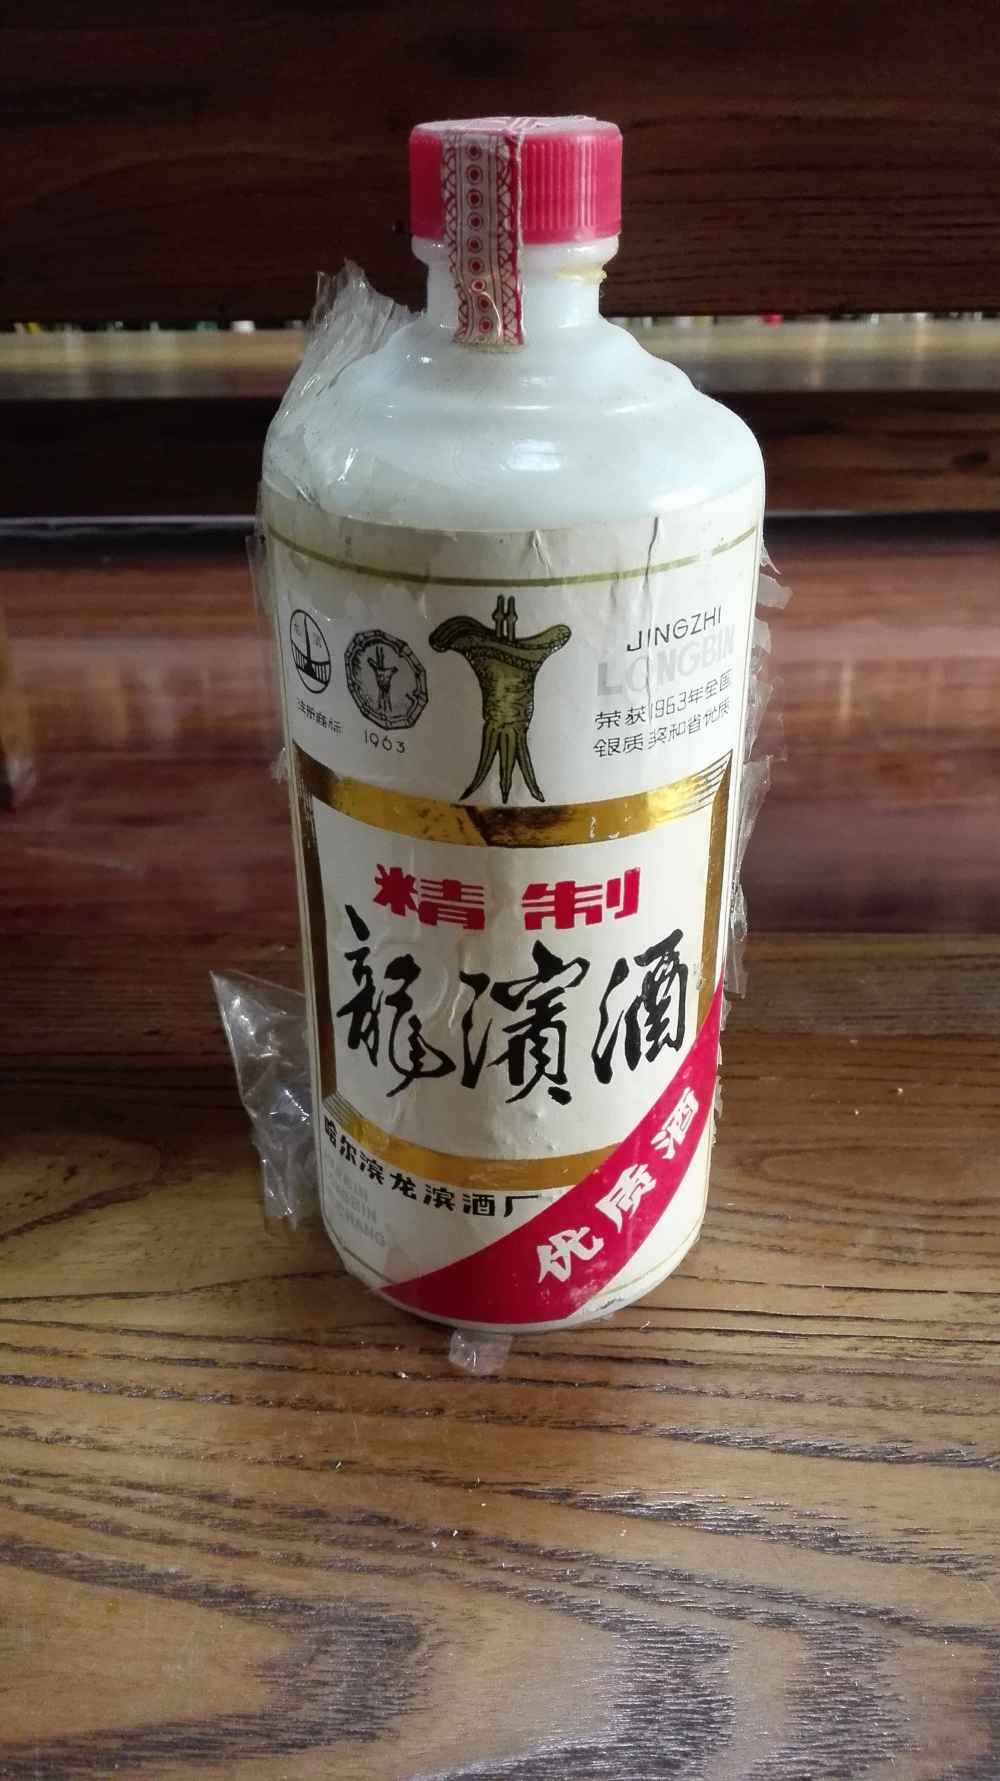 龙滨
注册商标
1963
JINGZHI
LONGBIN
荣获1963年全国
银质奖和省优质
精制
龍濱酒
哈尔滨龙滨酒厂
优质酒